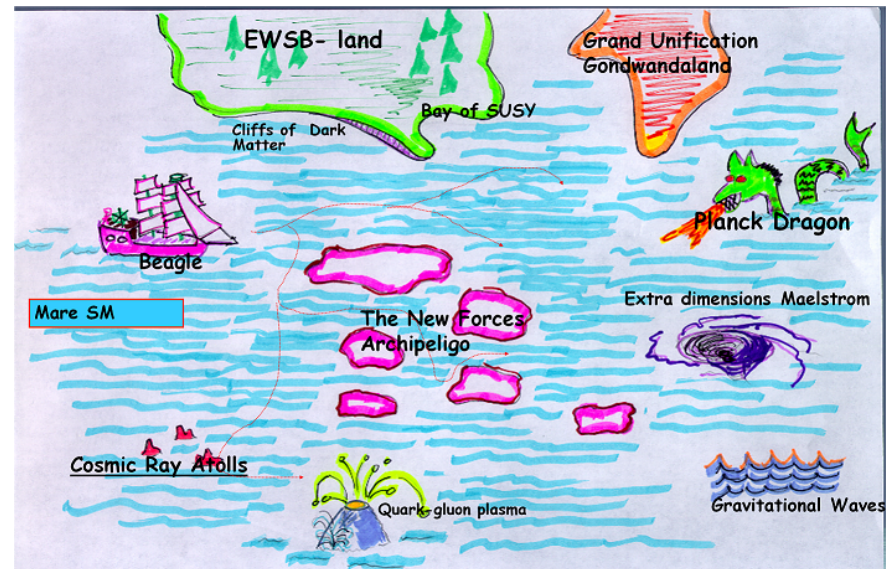 EWSB- land
Grand Unification
Gondwandaland
Bay of SUSY
Cliffs of Dark
Matter
Planck Dragon
Beagle
Extra dimensions Maelstrom
Mare SM
The New Forces
Archipeligo
Cosmic Ray Atolls
Quark-gluon plasma
Gravitational Waves